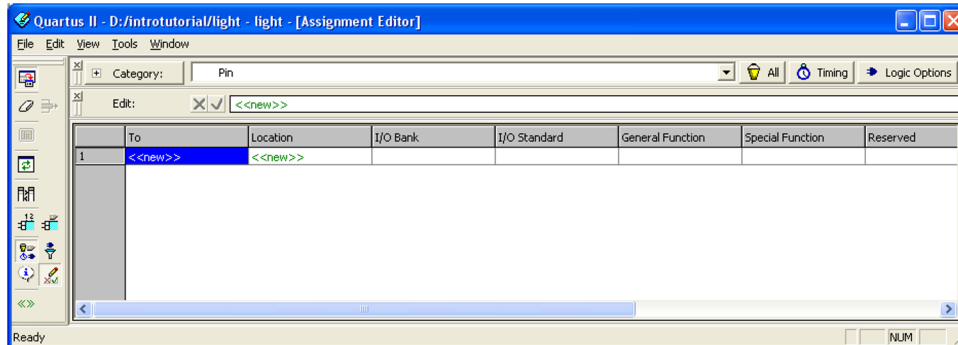 Quartus II - D:/introtutorial/light - light - [Assignment Editor]
File Edit View Tools Window
Category: Pin All Timing Logic Options
Edit: <<new>>
To Location I/O Bank I/O Standard General Function Special Function Reserved
1 <<new>> <<new>>
Ready NUM